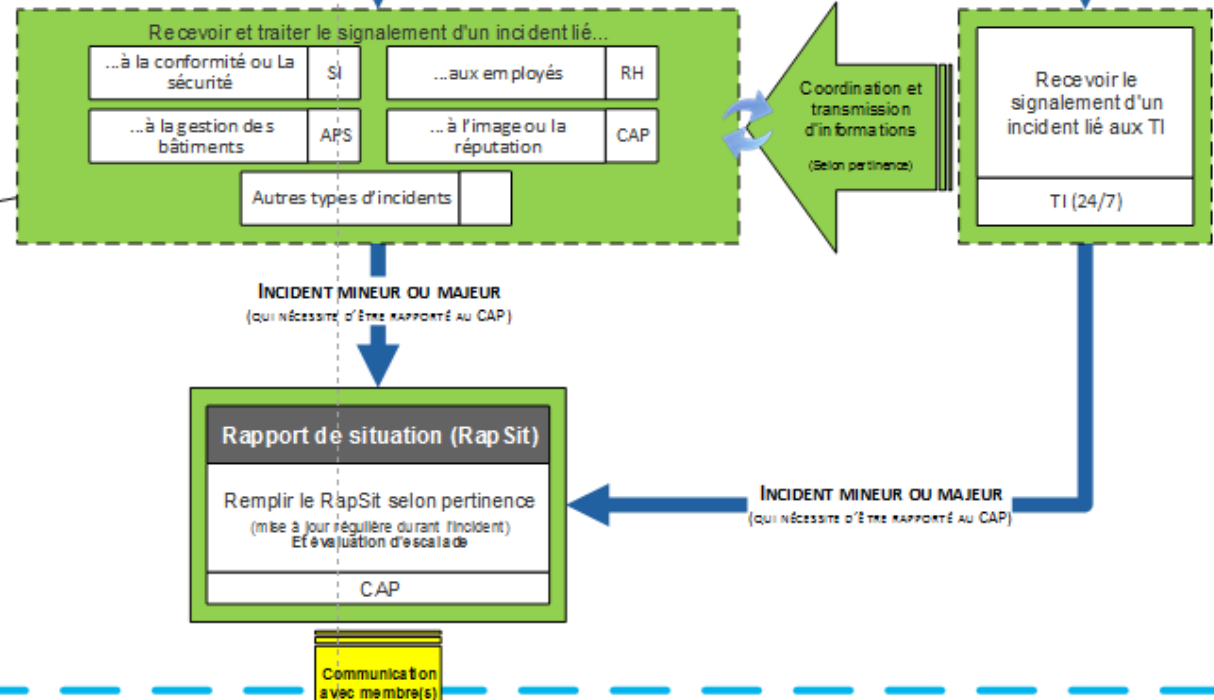 Recevoir et traiter le signalement d'un incident lié...
...à la conformité ou La
sécurité
SI
...aux employés
RH
...à la gestion des
bâtiments
APS
...à l'image ou la
réputation
CAP
Autres types d'incidents
Coordination et
transmission
d'informations
(Selon pertinence)
Recevoir le
signalement d'un
incident lié aux TI
TI (24/7)
INCIDENT MINEUR OU MAJEUR
(QUI NÉCESSITE D'ÊTRE RAPPORTÉ AU CAP)
Rapport de situation (RapSit)
Remplir le RapSit selon pertinence
(mise à jour régulière durant l'incident)
Et évaluation d'escalade
CAP
INCIDENT MINEUR OU MAJEUR
(QUI NÉCESSITE D'ÊTRE RAPPORTÉ AU CAP)
Communication
avec membre(s)